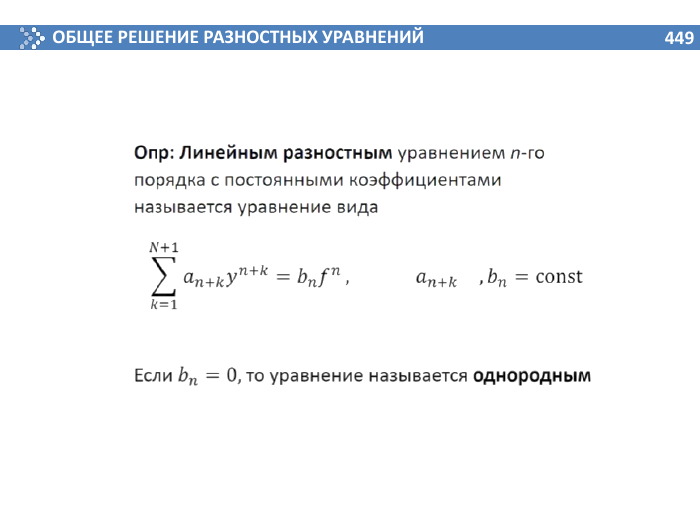 ОБЩЕЕ РЕШЕНИЕ РАЗНОСТНЫХ УРАВНЕНИЙ 449
Опр: Линейным разностным уравнением n-го
порядка с постоянными коэффициентами
называется уравнение вида
\sum_{k=1}^{N+1} a_{n+k} y^{n+k} = b_n f^n , a_{n+k} , b_n = const
Если b_n = 0, то уравнение называется однородным